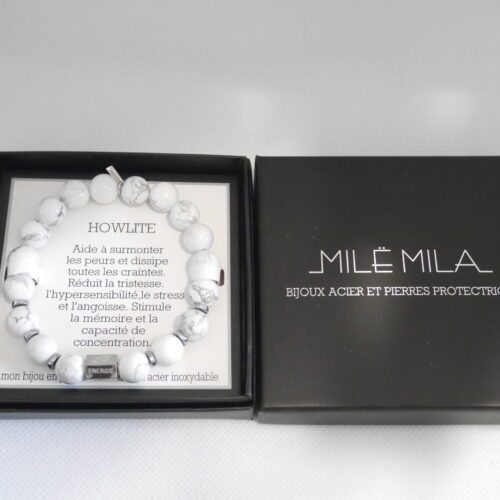 HOWLITE
Aide à surmonter
les peurs et dissipe
toutes les craintes.
Réduit la tristesse.
l'hypersensibilité,le stress
et l'angoisse. Stimule
la mémoire et la
capacité de
concentration.
ENERGIE
mon bijou en acier inoxydable
MILË MILA
BIJOUX ACIER ET PIERRES PROTECTRIC